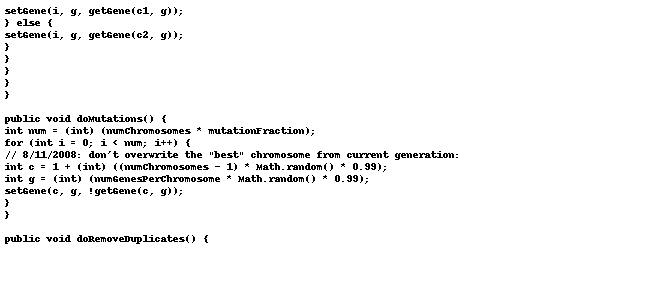 setGene(i, g, getGene(c1, g));
} else {
setGene(i, g, getGene(c2, g));
}
}
}
}
}
public void doMutations() {
int num = (int) (numChromosomes * mutationFraction);
for (int i = 0; i < num; i++) {
// 8/11/2008: don't overwrite the "best" chromosome from current generation:
int c = 1 + (int) ((numChromosomes - 1) * Math.random() * 0.99);
int g = (int) (numGenesPerChromosome * Math.random() * 0.99);
setGene(c, g, !getGene(c, g));
}
}
public void doRemoveDuplicates() {